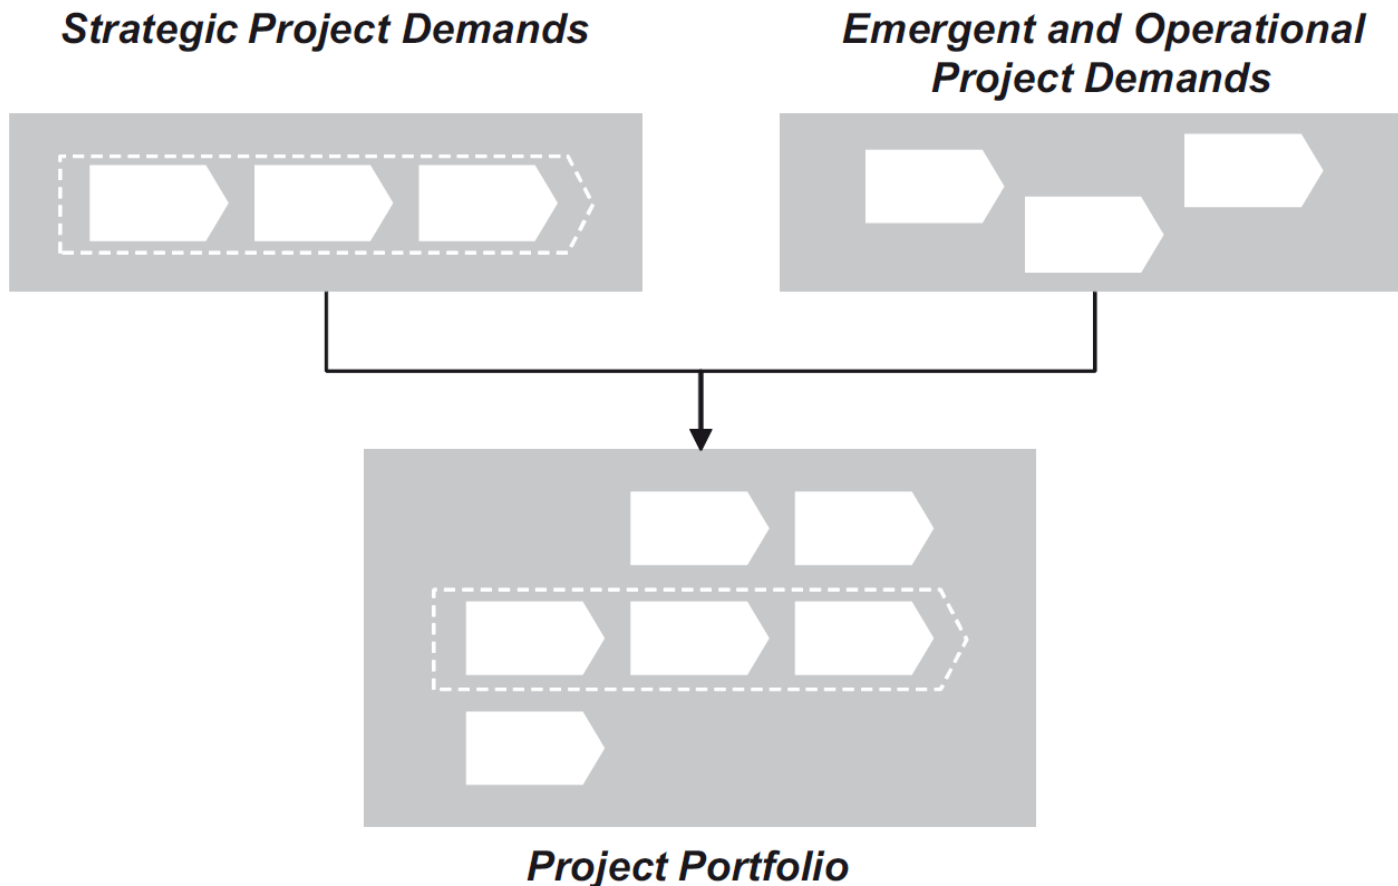 Strategic Project Demands
Emergent and Operational
Project Demands
Project Portfolio